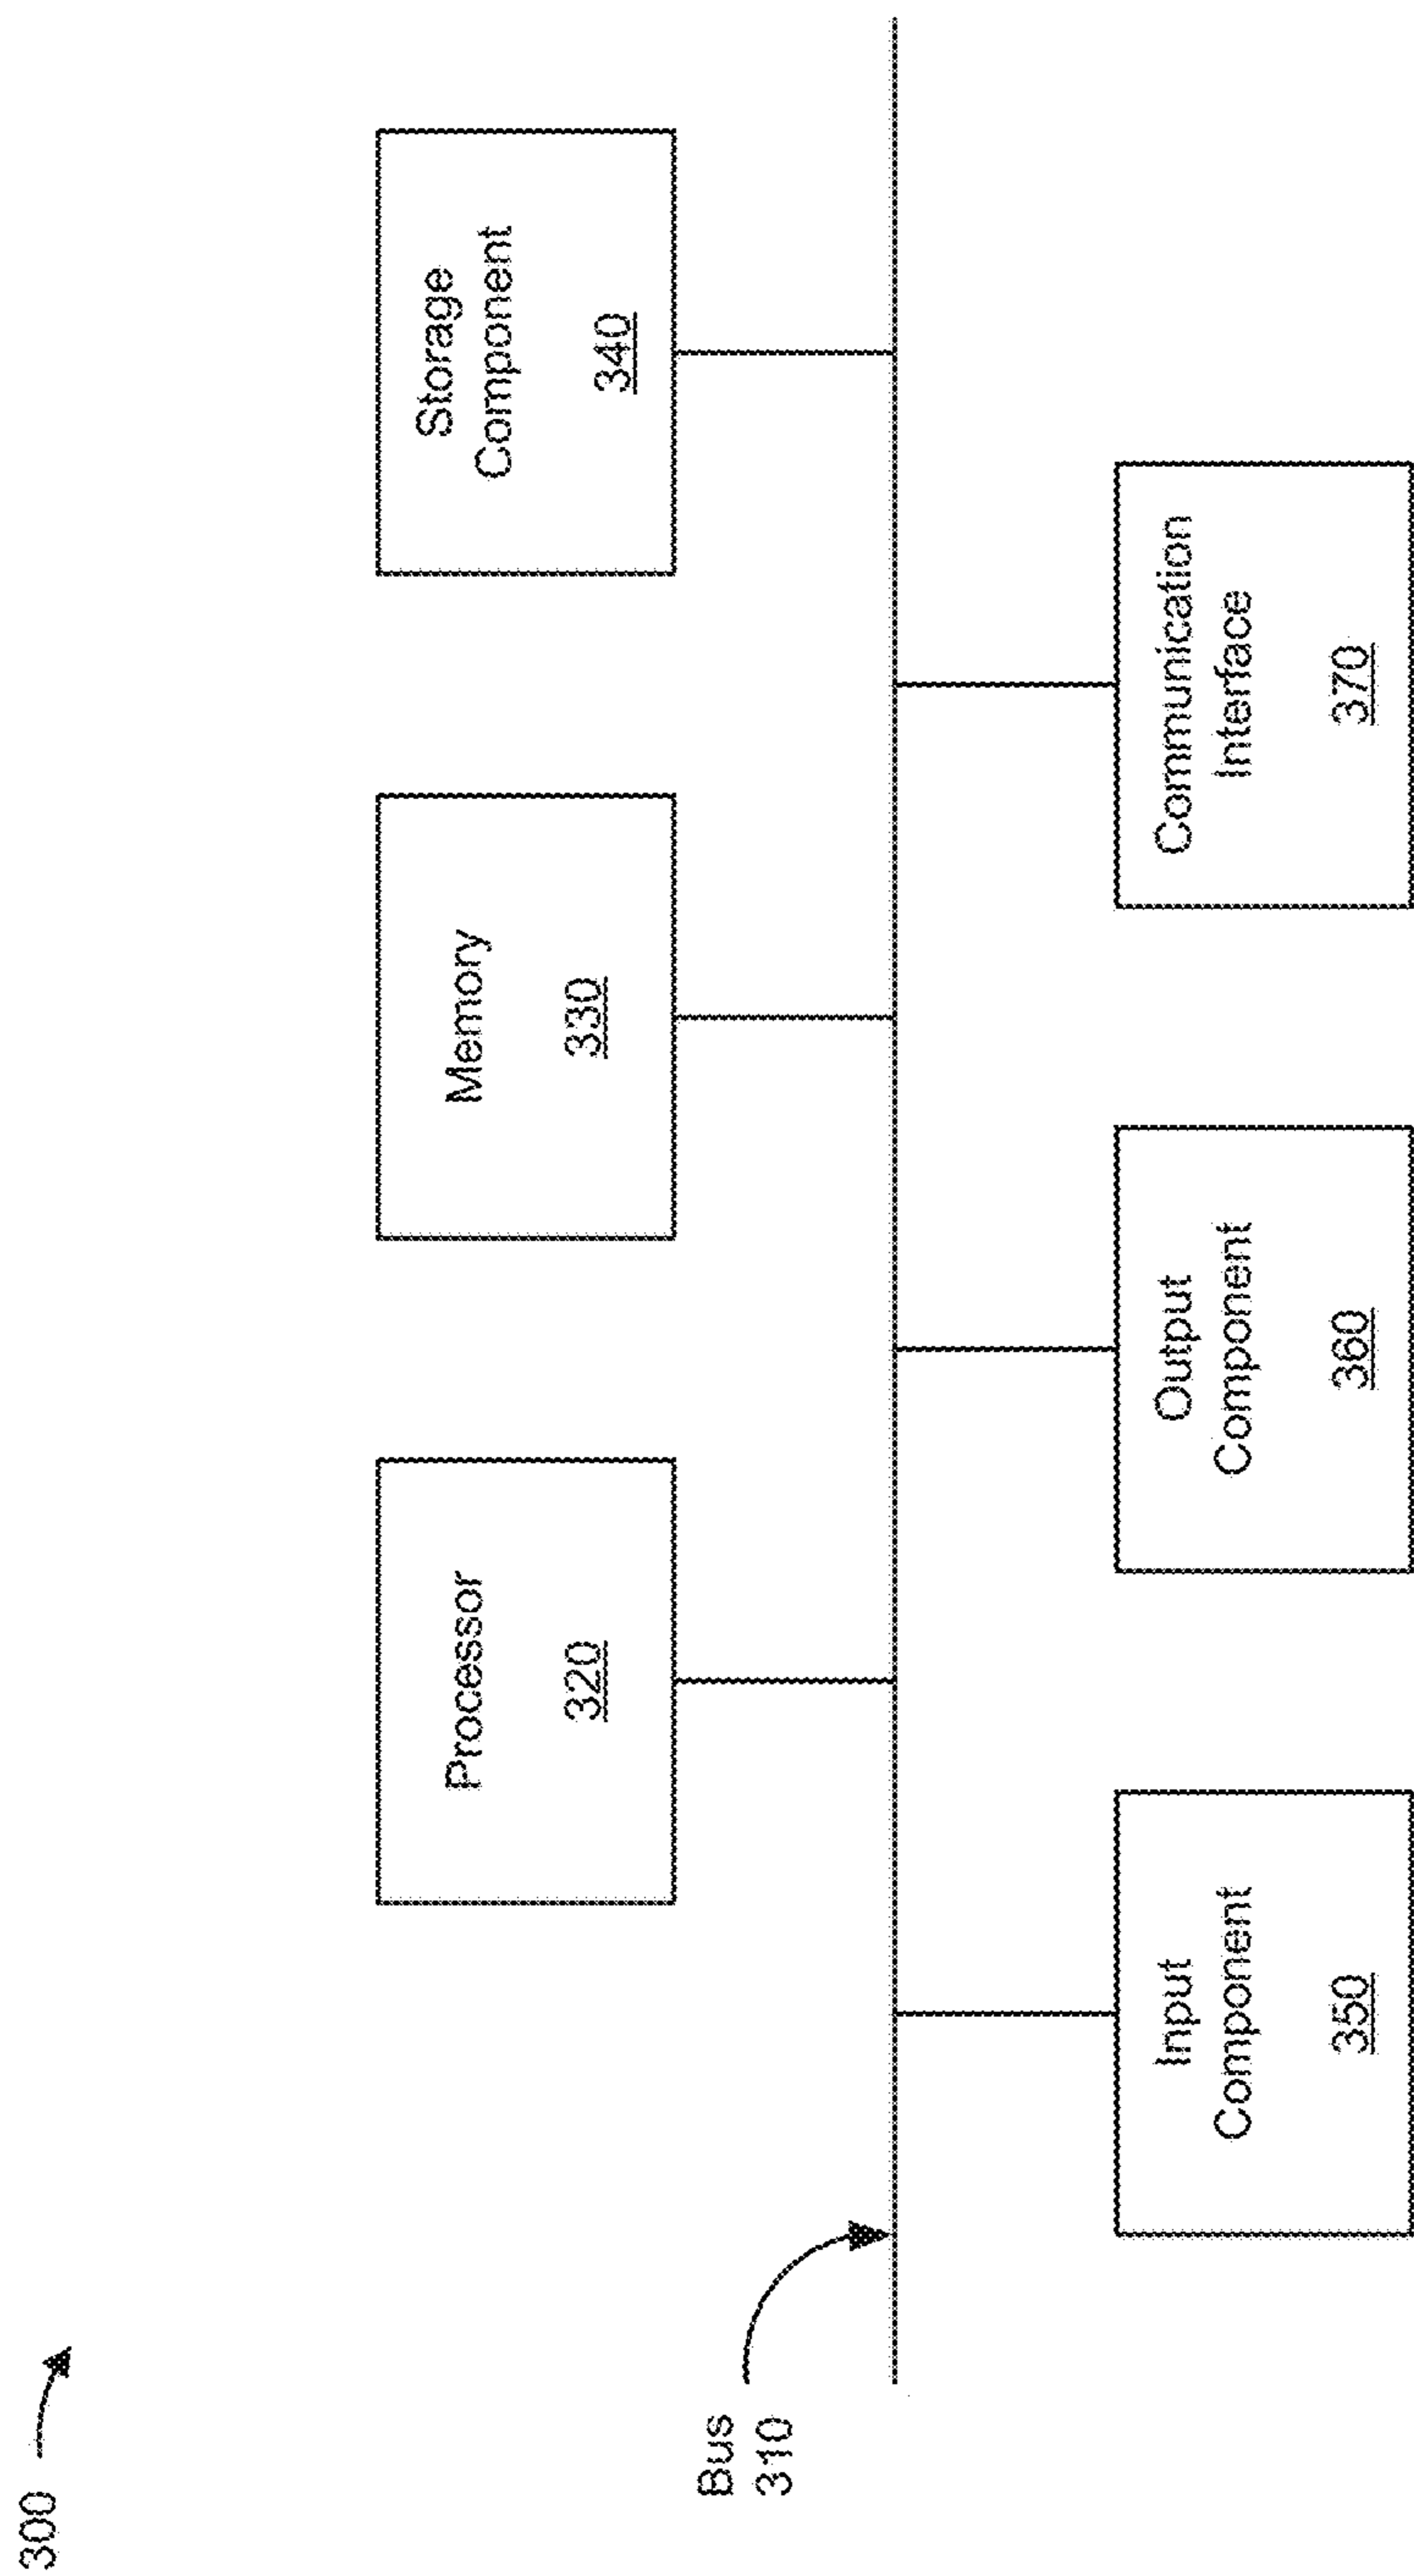 300
Processor
320
Memory
330
Storage
Component
340
Bus
310
Input
Component
350
Output
Component
360
Communication
Interface
370